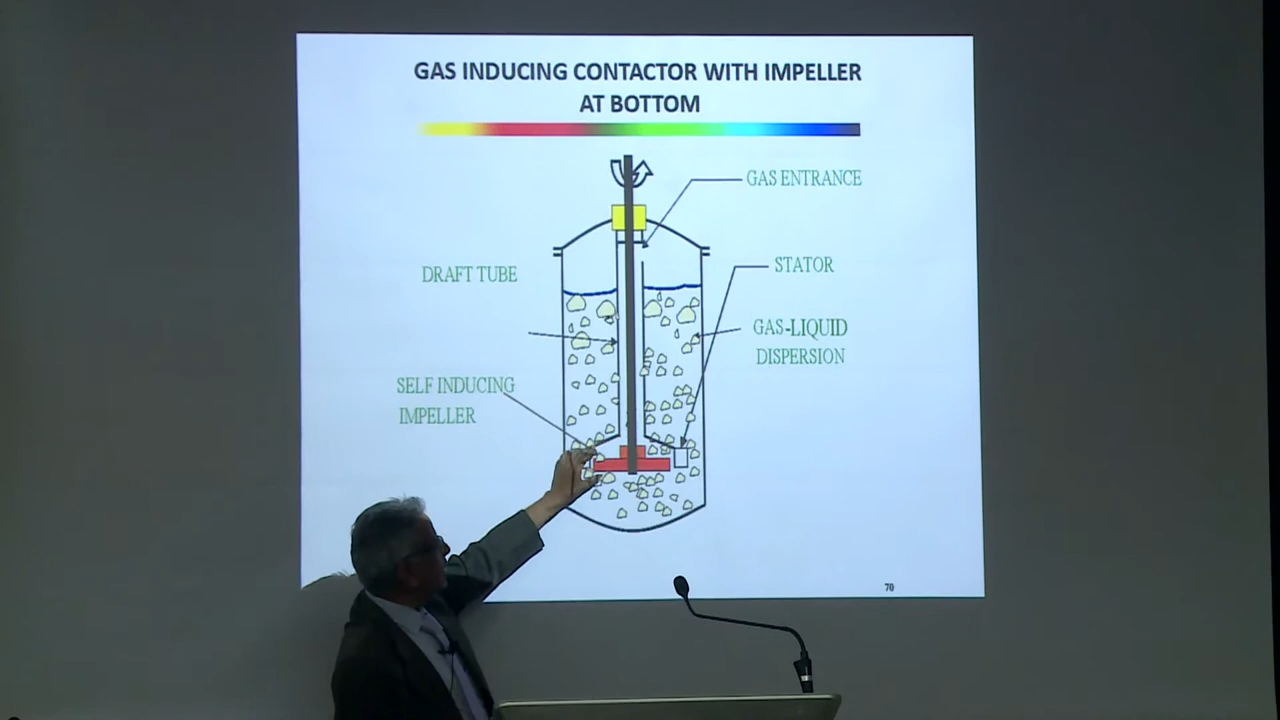 GAS INDUCING CONTACTOR WITH IMPELLER
AT BOTTOM
GAS ENTRANCE
DRAFT TUBE
STATOR
GAS-LIQUID
DISPERSION
SELF INDUCING
IMPELLER
70